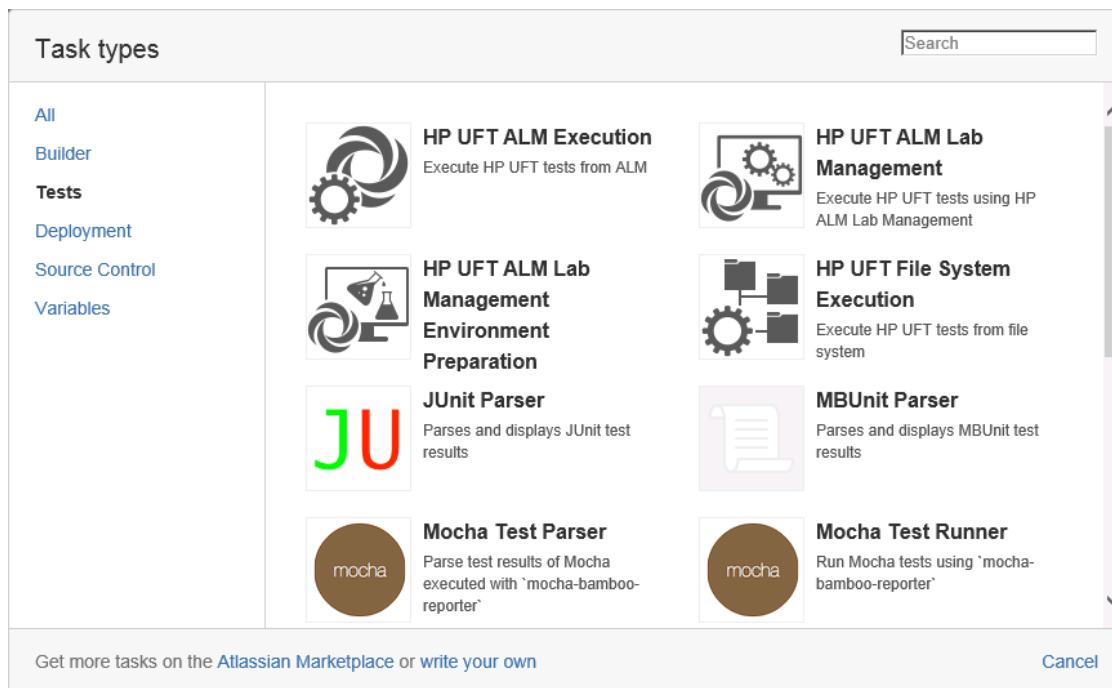 Task types
Search
All
Builder
Tests
Deployment
Source Control
Variables
HP UFT ALM Execution
Execute HP UFT tests from ALM
HP UFT ALM Lab
Management
Execute HP UFT tests using HP
ALM Lab Management
HP UFT ALM Lab
Management
Environment
Preparation
HP UFT File System
Execution
Execute HP UFT tests from file
system
JU
JUnit Parser
Parses and displays JUnit test
results
MBUnit Parser
Parses and displays MBUnit test
results
mocha
Mocha Test Parser
Parse test results of Mocha
executed with `mocha-bamboo-
reporter`
mocha
Mocha Test Runner
Run Mocha tests using `mocha-
bamboo-reporter`
Get more tasks on the Atlassian Marketplace or write your own
Cancel